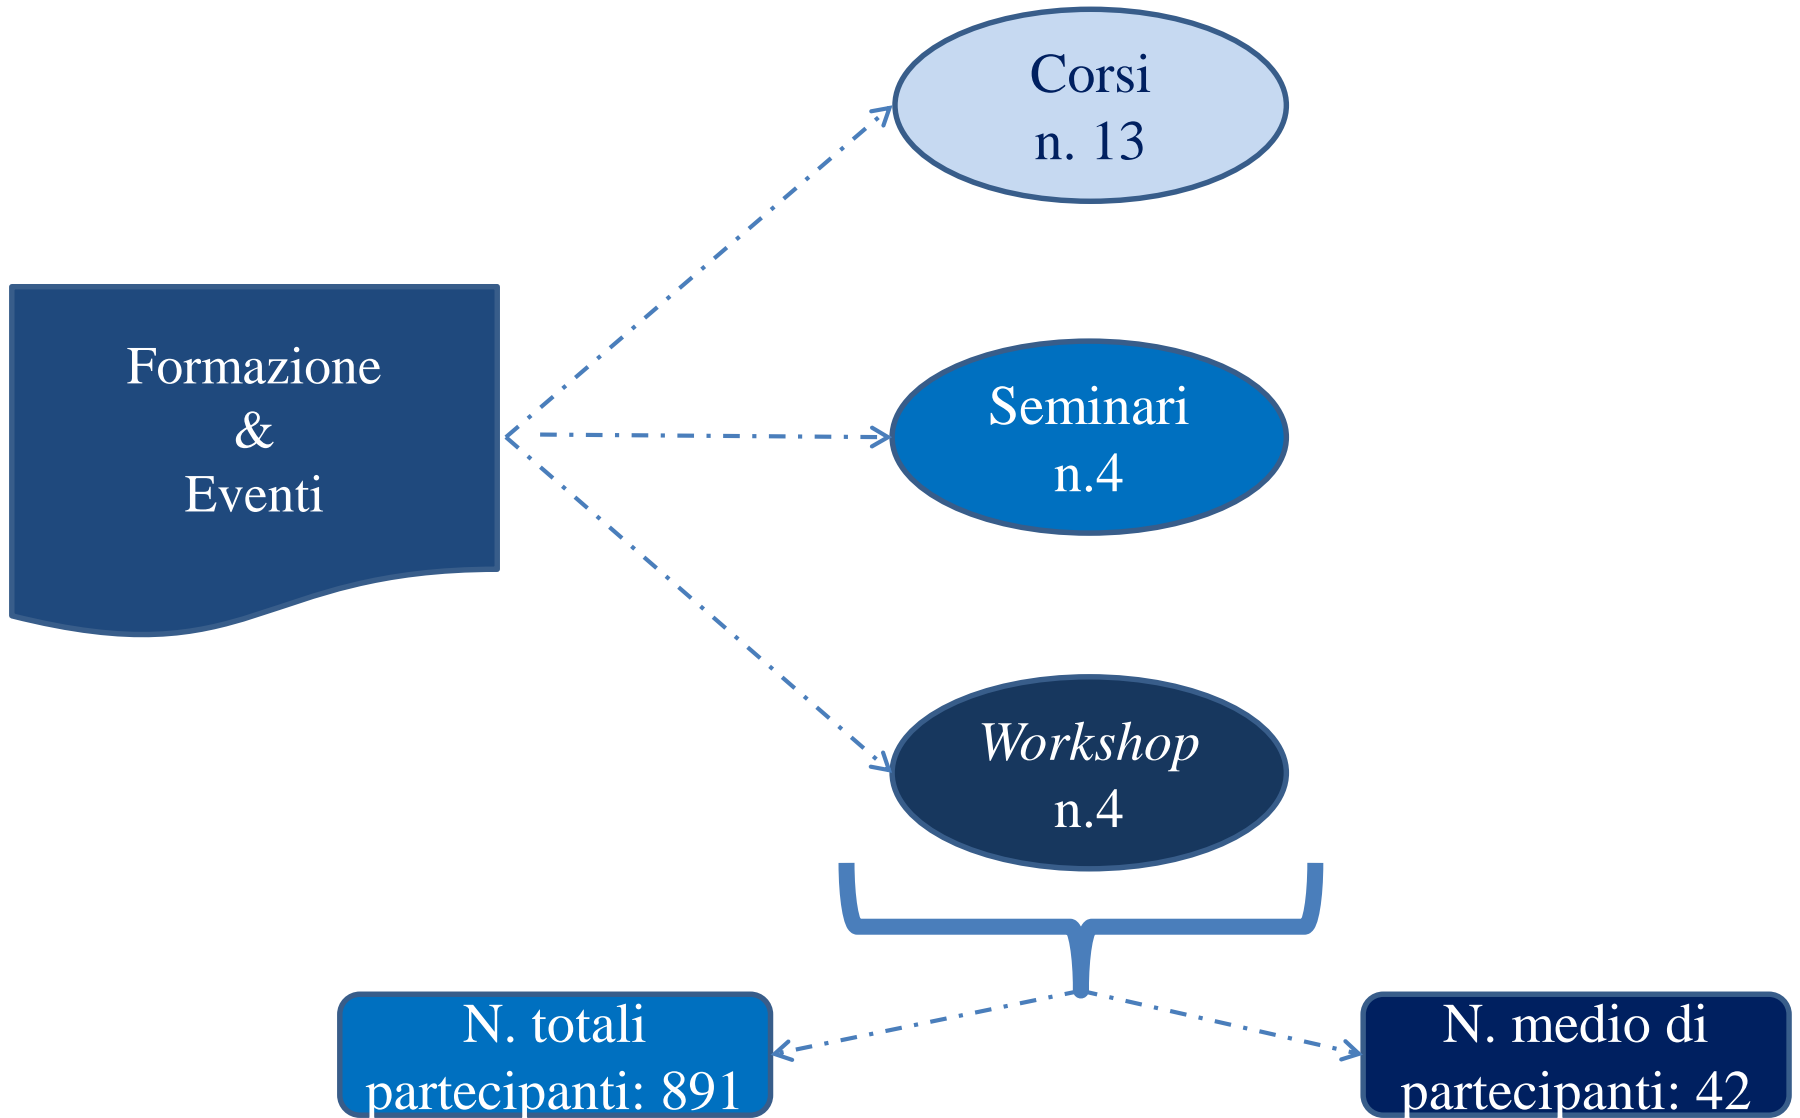 Corsi
n. 13
Formazione
&
Eventi
Seminari
n.4
Workshop
n.4
N. totali
partecipanti: 891
N. medio di
partecipanti: 42